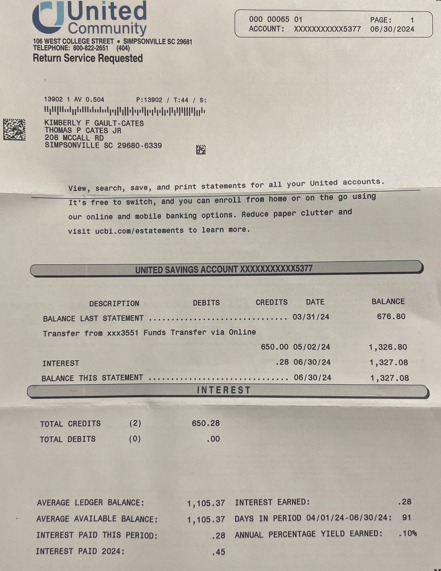 United
Community
106 WEST COLLEGE STREET • SIMPSONVILLE SC 29681
TELEPHONE: 800-822-2651 (404)
Return Service Requested
000 00065 01 PAGE: 1
ACCOUNT: XXXXXXXXXXX5377 06/30/2024
13902 1 AV 0.504 P:13902 / T:44 / S:
KIMBERLY F GAULT-CATES
THOMAS P CATES JR
208 MCCALL RD
SIMPSONVILLE SC 29680-6339
View, search, save, and print statements for all your United accounts.
It's free to switch, and you can enroll from home or on the go using
our online and mobile banking options. Reduce paper clutter and
visit ucbi.com/estatements to learn more.
UNITED SAVINGS ACCOUNT XXXXXXXXXXX5377
DESCRIPTION DEBITS CREDITS DATE BALANCE
BALANCE LAST STATEMENT .............................. 03/31/24 676.80
Transfer from xxx3551 Funds Transfer via Online
650.00 05/02/24 1,326.80
INTEREST .28 06/30/24 1,327.08
BALANCE THIS STATEMENT .............................. 06/30/24 1,327.08
INTEREST
TOTAL CREDITS (2) 650.28
TOTAL DEBITS (0) .00
AVERAGE LEDGER BALANCE: 1,105.37 INTEREST EARNED: .28
AVERAGE AVAILABLE BALANCE: 1,105.37 DAYS IN PERIOD 04/01/24-06/30/24: 91
INTEREST PAID THIS PERIOD: .28 ANNUAL PERCENTAGE YIELD EARNED: .10%
INTEREST PAID 2024: .45